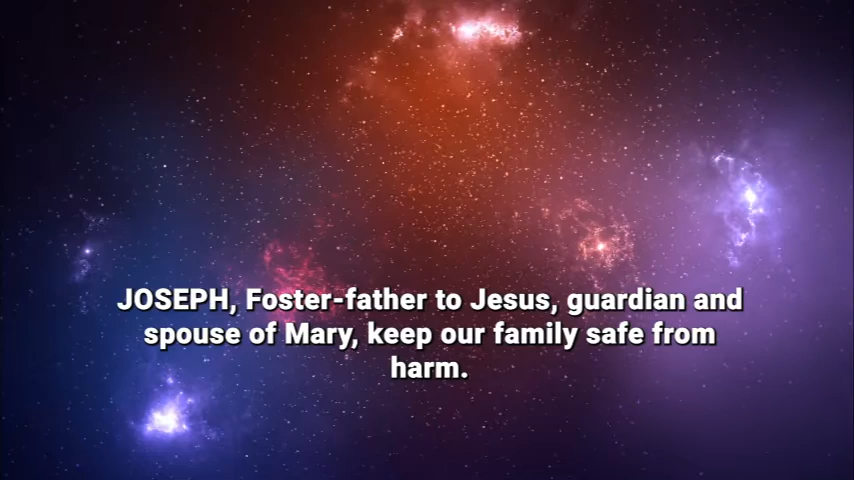 JOSEPH, Foster-father to Jesus, guardian and
spouse of Mary, keep our family safe from
harm.